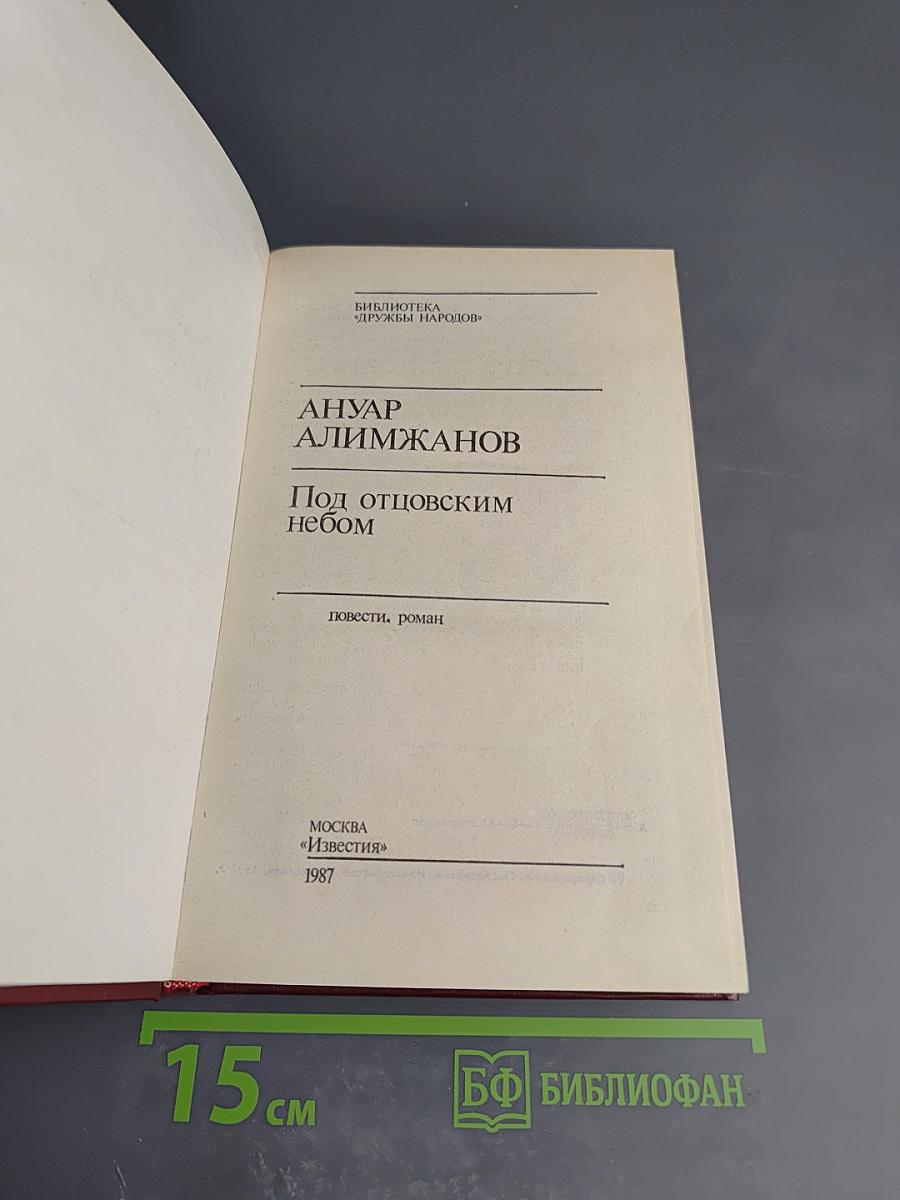 БИБЛИОТЕКА
«ДРУЖБЫ НАРОДОВ»
АНУАР
АЛИМЖАНОВ
Под отцовским
небом
повести. роман
МОСКВА
«Известия»
1987
15 см
БФ БИБЛИОФАН